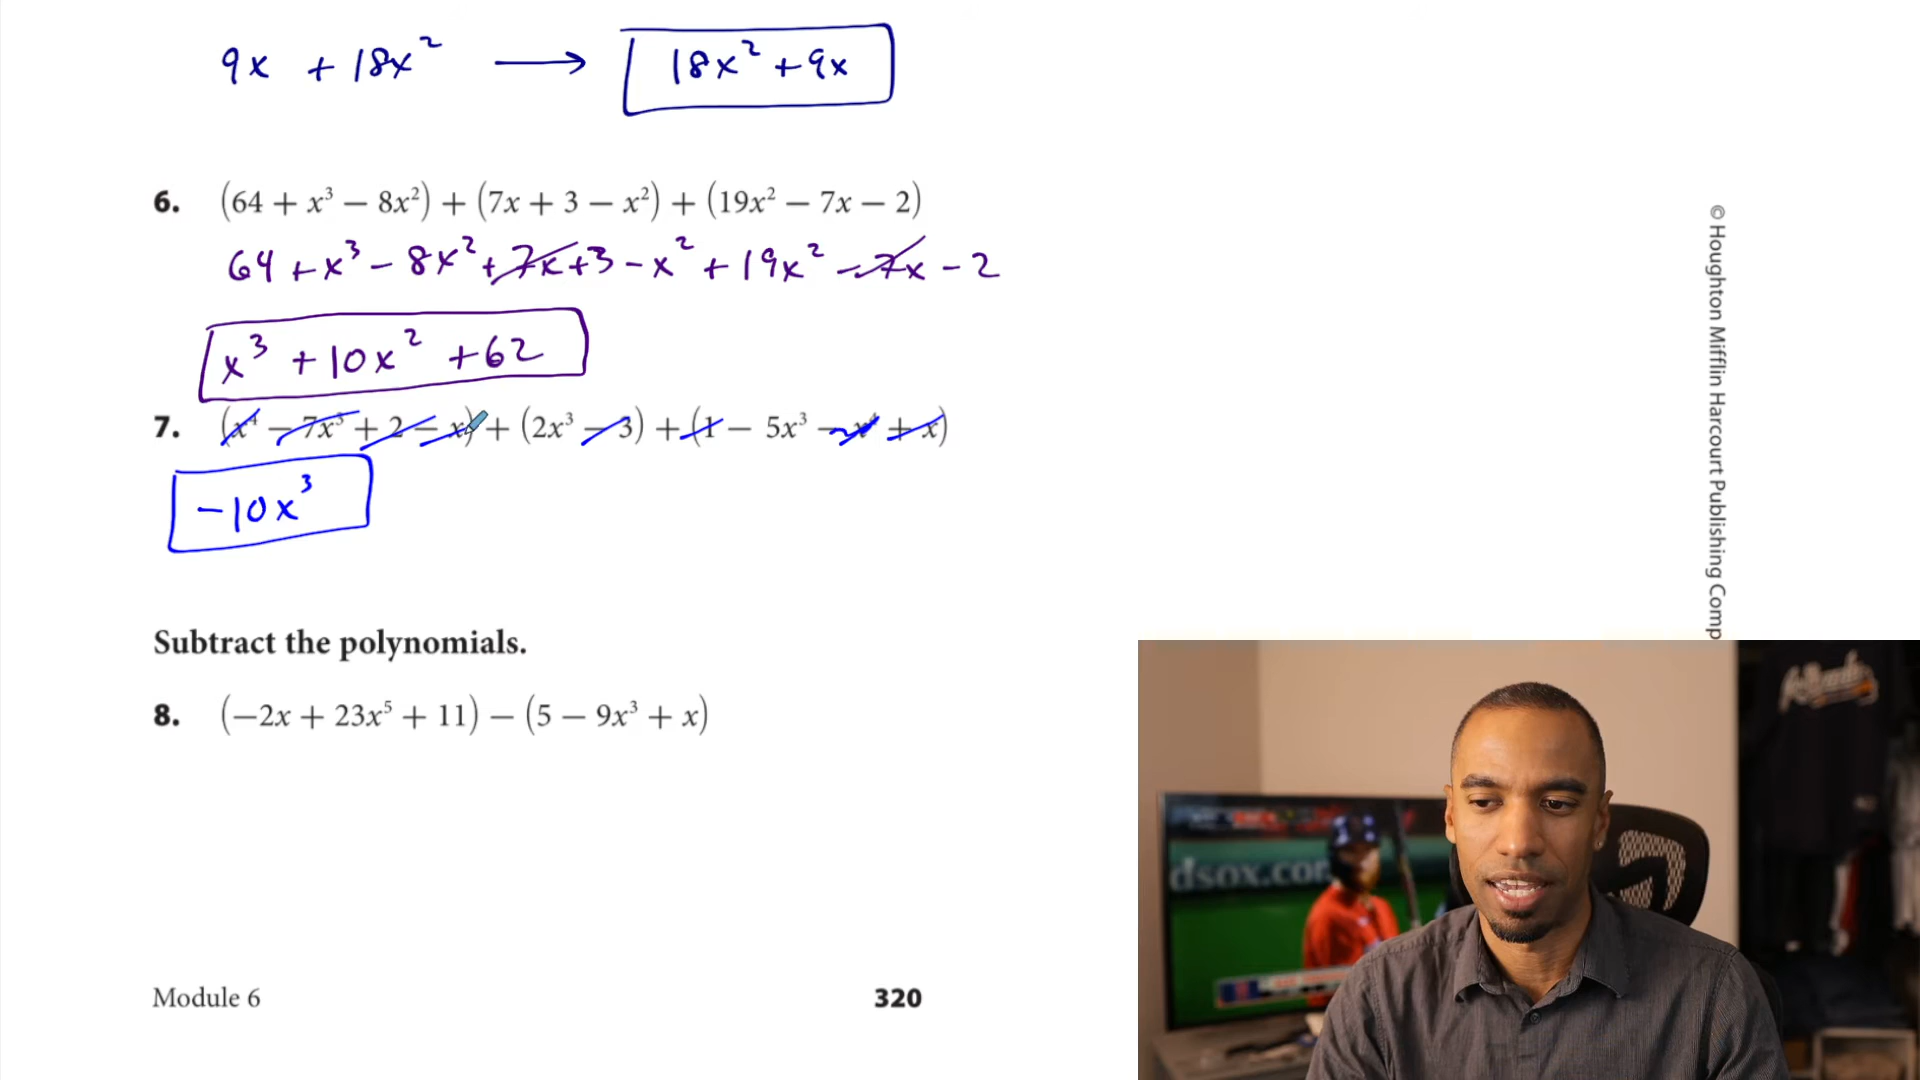 9x + 18x² → 18x² + 9x
6. (64 + x³ − 8x²) + (7x + 3 − x²) + (19x² − 7x − 2)
64 + x³ − 8x² + 7x + 3 − x² + 19x² − 7x − 2
x³ + 10x² + 62
7. (x⁴ − 7x³ + 2 − x) + (2x³ − 3) + (1 − 5x³ − x⁴ + x)
−10x³
Subtract the polynomials.
8. (−2x + 23x⁵ + 11) − (5 − 9x³ + x)
Module 6
320
© Houghton Mifflin Harcourt Publishing Comp
dsox.com